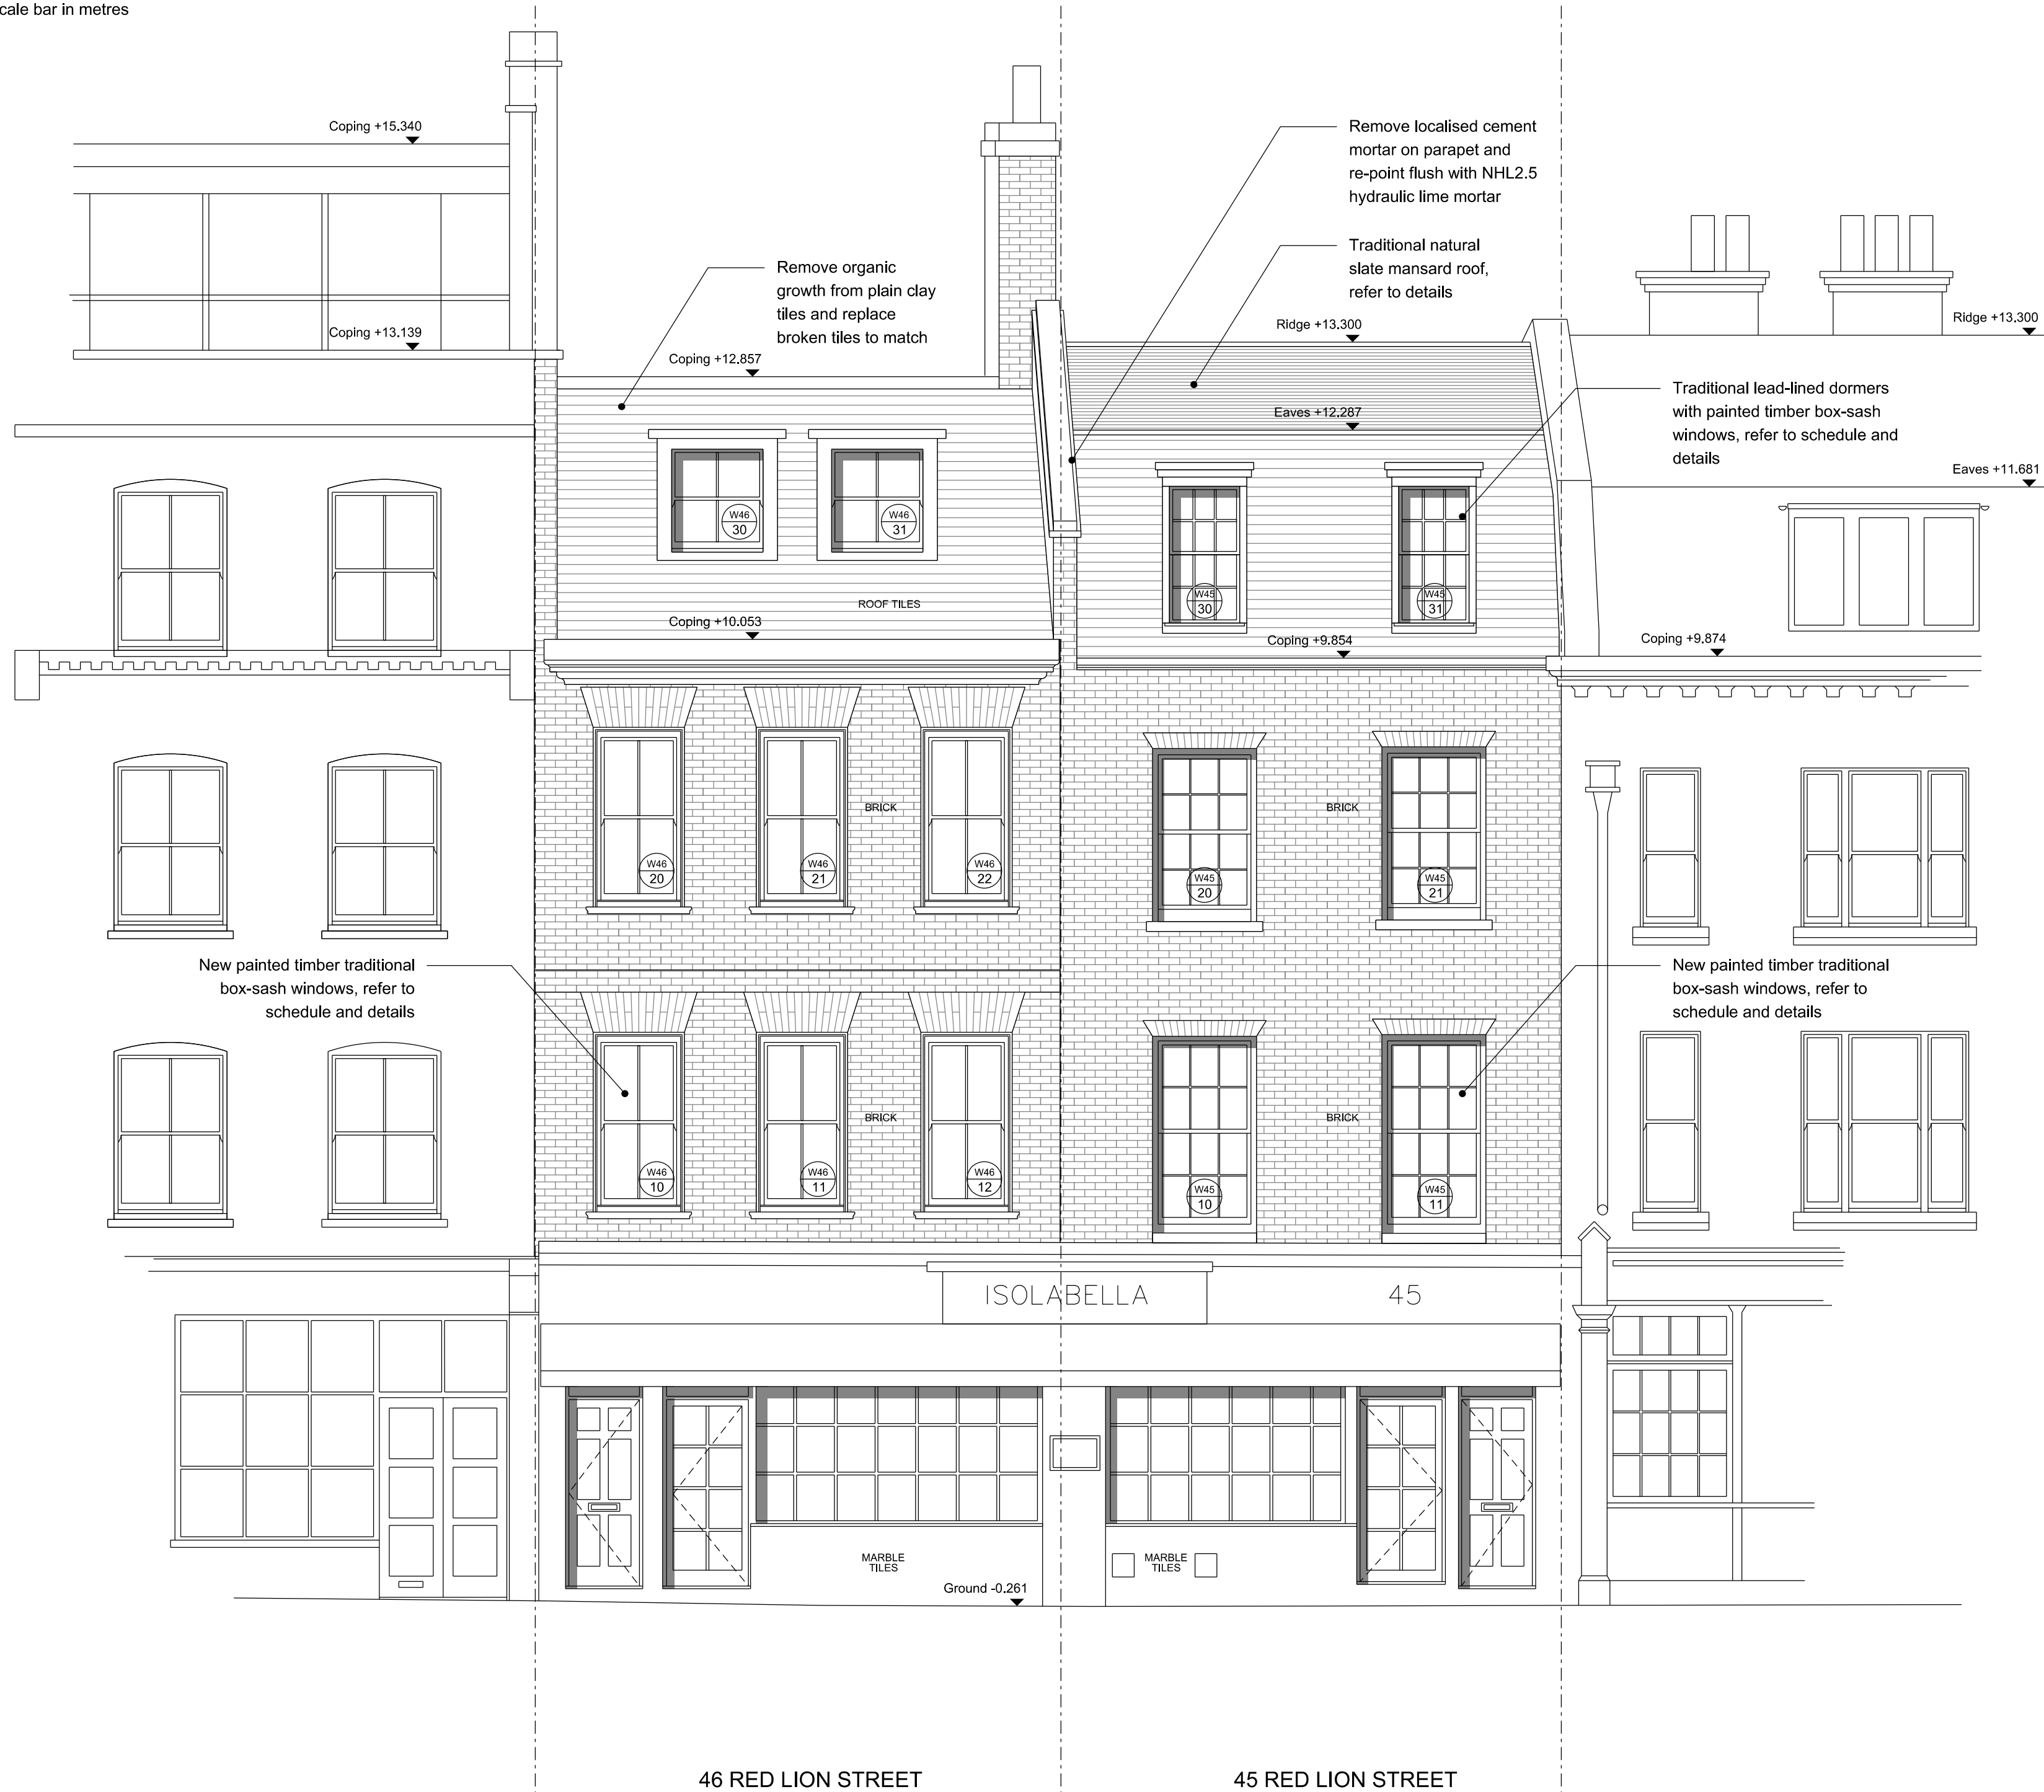 cale bar in metres
Coping +15.340
Remove localised cement
mortar on parapet and
re-point flush with NHL2.5
hydraulic lime mortar
Traditional natural
slate mansard roof,
refer to details
Remove organic
growth from plain clay
tiles and replace
broken tiles to match
Coping +13.139
Coping +12.857
Ridge +13.300
Ridge +13.300
Eaves +12.287
Traditional lead-lined dormers
with painted timber box-sash
windows, refer to schedule and
details
Eaves +11.681
W46
30
W46
31
W45
30
W45
31
ROOF TILES
Coping +10.053
Coping +9.854
Coping +9.874
BRICK
BRICK
W46
20
W46
21
W46
22
W45
20
W45
21
New painted timber traditional
box-sash windows, refer to
schedule and details
New painted timber traditional
box-sash windows, refer to
schedule and details
BRICK
BRICK
W46
10
W46
11
W46
12
W45
10
W45
11
ISOLABELLA
45
MARBLE
TILES
MARBLE
TILES
Ground -0.261
46 RED LION STREET
45 RED LION STREET